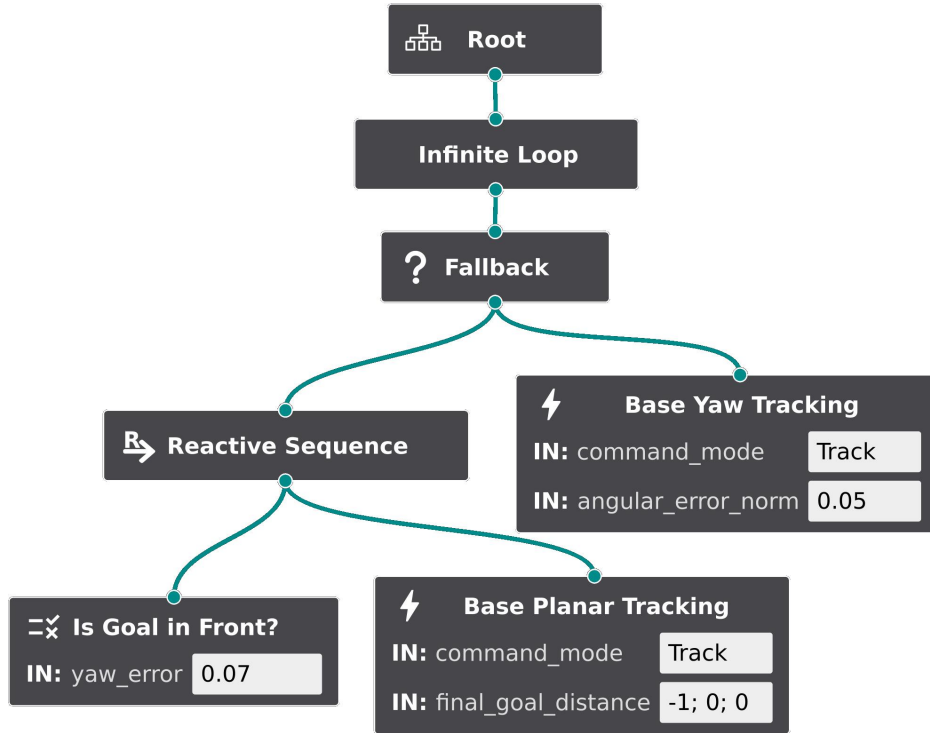 Root
Infinite Loop
? Fallback
Base Yaw Tracking
IN: command_mode Track
IN: angular_error_norm 0.05
R Reactive Sequence
Is Goal in Front?
IN: yaw_error 0.07
Base Planar Tracking
IN: command_mode Track
IN: final_goal_distance -1; 0; 0